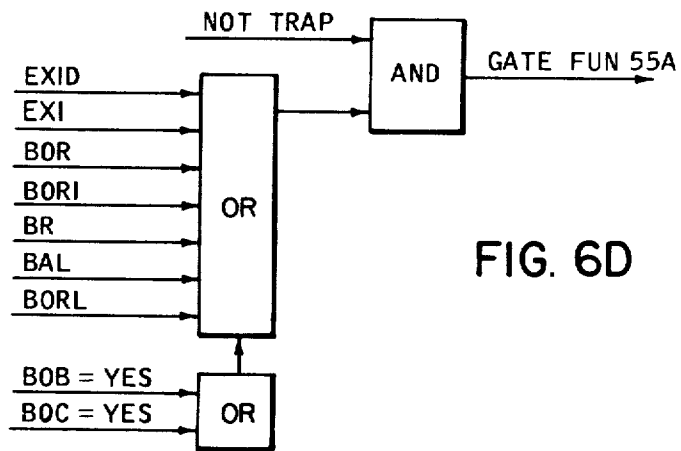 NOT TRAP
AND
GATE FUN 55A
EXID
EXI
BOR
BORI
BR
BAL
BORL
OR
FIG. 6D
BOB = YES
BOC = YES
OR